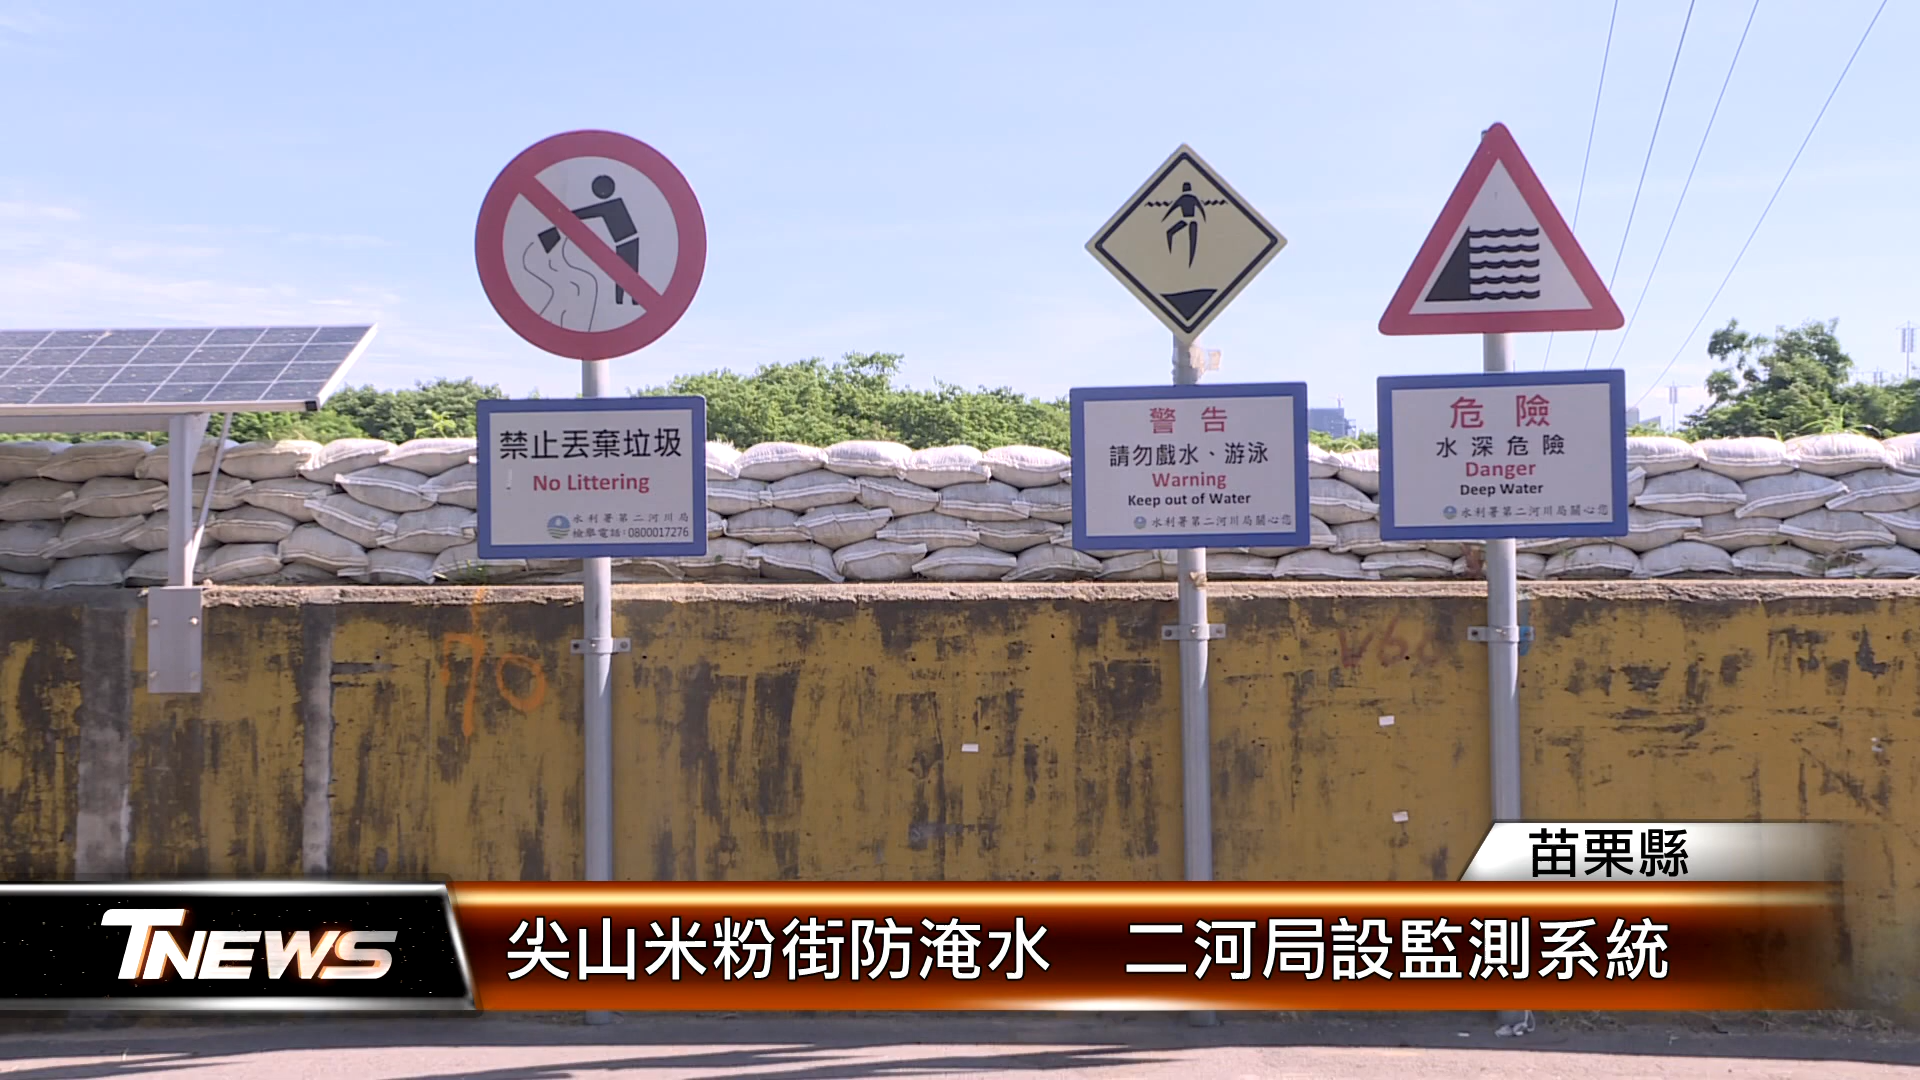 禁止丟棄垃圾
No Littering
水利署第二河川局
檢舉電話:0800017276
警告
請勿戲水、游泳
Warning
Keep out of Water
水利署第二河川局關心您
危險
水深危險
Danger
Deep Water
水利署第二河川局關心您
70
苗栗縣
TNEWS
尖山米粉街防淹水 二河局設監測系統